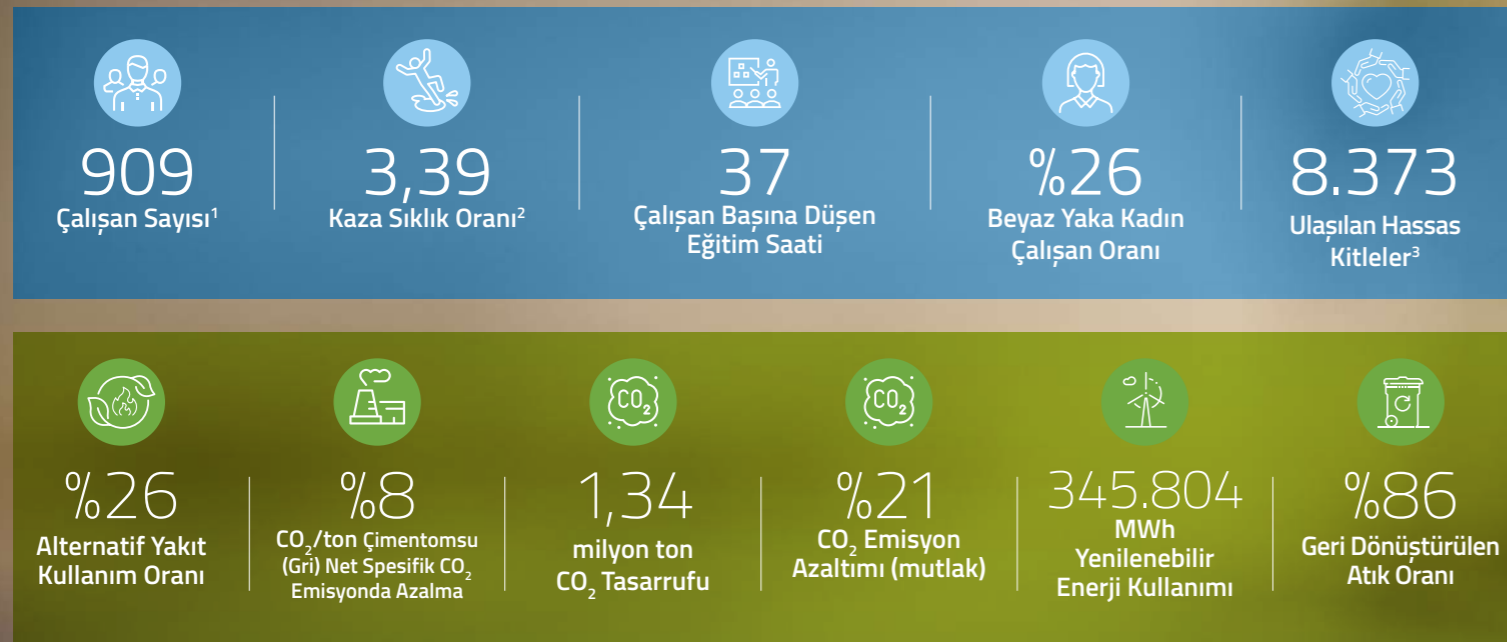 909
Çalışan Sayısı¹
3,39
Kaza Sıklık Oranı²
37
Çalışan Başına Düşen
Eğitim Saati
%26
Beyaz Yaka Kadın
Çalışan Oranı
8.373
Ulaşılan Hassas
Kitleler³
%26
Alternatif Yakıt
Kullanım Oranı
%8
CO₂/ton Çimentomsu
(Gri) Net Spesifik CO₂
Emisyonda Azalma
CO₂
1,34
milyon ton
CO₂ Tasarrufu
CO₂
%21
CO₂ Emisyon
Azaltımı (mutlak)
345.804
MWh
Yenilenebilir
Enerji Kullanımı
%86
Geri Dönüştürülen
Atık Oranı